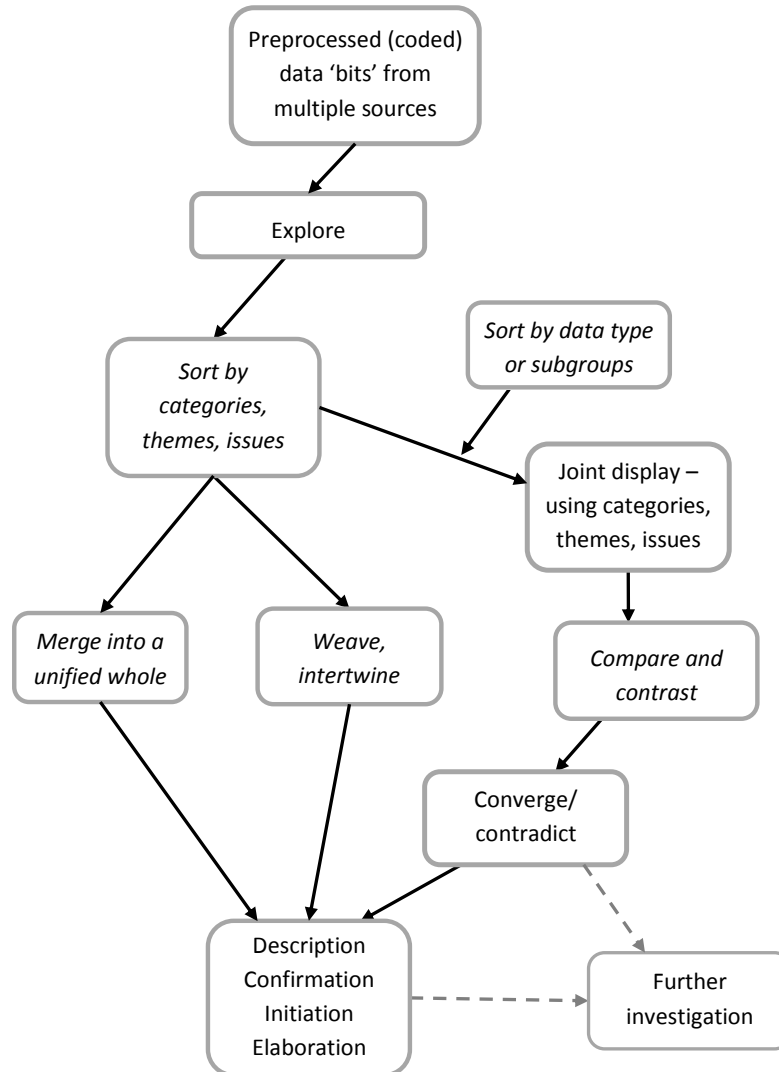 Preprocessed (coded)
data ‘bits’ from
multiple sources
Explore
Sort by data type
or subgroups
Sort by
categories,
themes, issues
Joint display –
using categories,
themes, issues
Merge into a
unified whole
Weave,
intertwine
Compare and
contrast
Converge/
contradict
Description
Confirmation
Initiation
Elaboration
Further
investigation